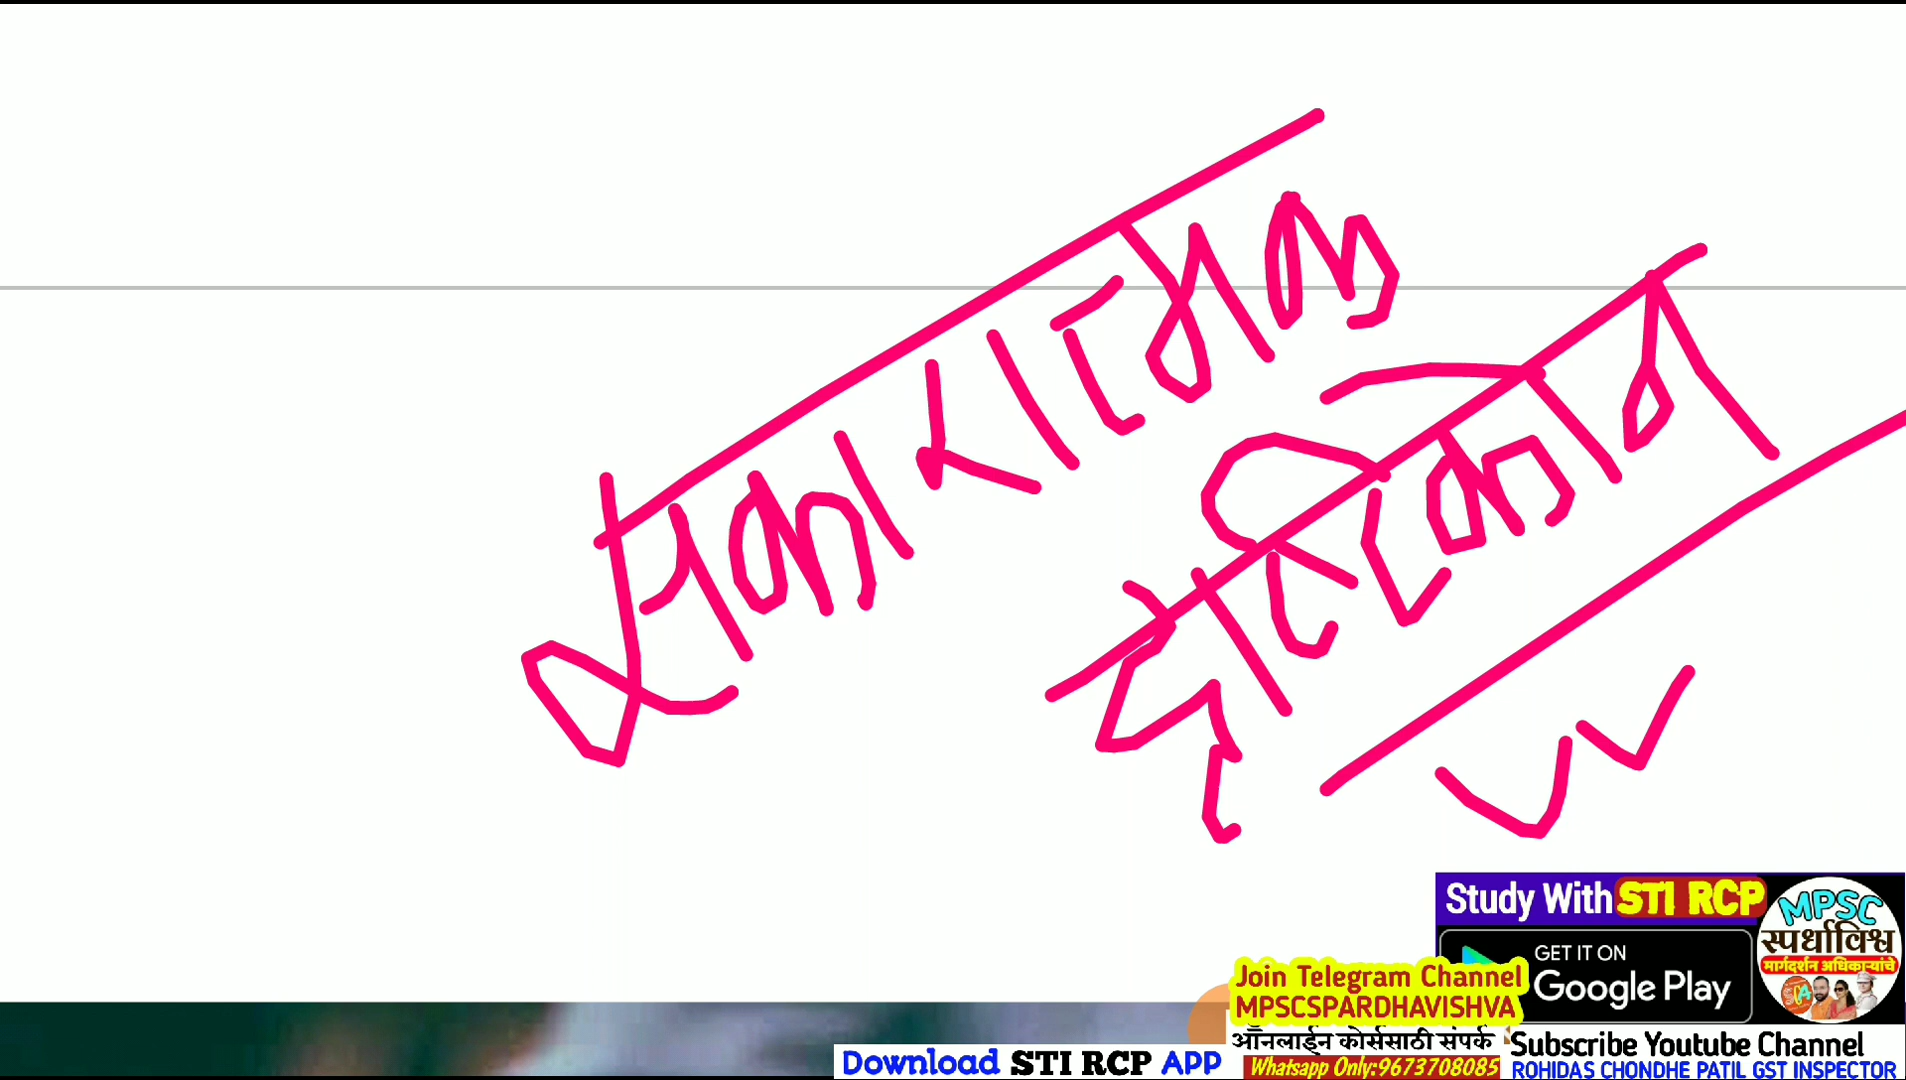 सकारात्मक
दृष्टिकोन
Study With STI RCP
MPSC
स्पर्धाविश्व
मार्गदर्शन अधिकाऱ्यांचे
GET IT ON
Google Play
Join Telegram Channel
MPSCSPARDHAVISHVA
ऑनलाईन कोर्ससाठी संपर्क
Whatsapp Only:9673708085
Download STI RCP APP
Subscribe Youtube Channel
ROHIDAS CHONDHE PATIL GST INSPECTOR